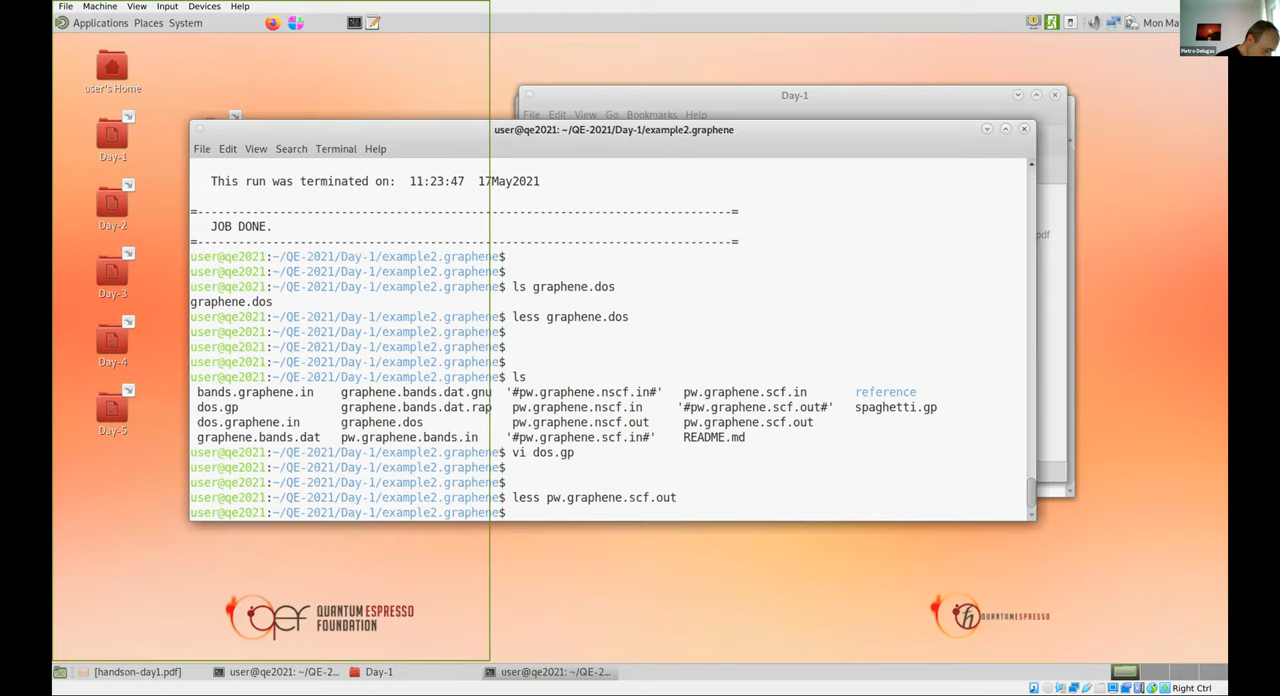 File Machine View Input Devices Help
Applications Places System
Mon Ma
Pietro Delugas
user's Home
Day-1
Day-2
Day-3
Day-4
Day-5
Day-1
File Edit View Go Bookmarks Help
user@qe2021: ~/QE-2021/Day-1/example2.graphene
File Edit View Search Terminal Help
This run was terminated on: 11:23:47 17May2021
=------------------------------------------------------------------------------=
JOB DONE.
=------------------------------------------------------------------------------=
user@qe2021:~/QE-2021/Day-1/example2.graphene$
user@qe2021:~/QE-2021/Day-1/example2.graphene$
user@qe2021:~/QE-2021/Day-1/example2.graphene$ ls graphene.dos
graphene.dos
user@qe2021:~/QE-2021/Day-1/example2.graphene$ less graphene.dos
user@qe2021:~/QE-2021/Day-1/example2.graphene$
user@qe2021:~/QE-2021/Day-1/example2.graphene$
user@qe2021:~/QE-2021/Day-1/example2.graphene$
user@qe2021:~/QE-2021/Day-1/example2.graphene$ ls
bands.graphene.in graphene.bands.dat.gnu '#pw.graphene.nscf.in#' pw.graphene.scf.in reference
dos.gp graphene.bands.dat.rap pw.graphene.nscf.in '#pw.graphene.scf.out#' spaghetti.gp
dos.graphene.in graphene.dos pw.graphene.nscf.out pw.graphene.scf.out
graphene.bands.dat pw.graphene.bands.in '#pw.graphene.scf.in#' README.md
user@qe2021:~/QE-2021/Day-1/example2.graphene$ vi dos.gp
user@qe2021:~/QE-2021/Day-1/example2.graphene$
user@qe2021:~/QE-2021/Day-1/example2.graphene$
user@qe2021:~/QE-2021/Day-1/example2.graphene$ less pw.graphene.scf.out
user@qe2021:~/QE-2021/Day-1/example2.graphene$
pdf
qef QUANTUM ESPRESSO
FOUNDATION
QUANTUMESPRESSO
[handson-day1.pdf]
user@qe2021: ~/QE-2...
Day-1
user@qe2021: ~/QE-2...
Right Ctrl